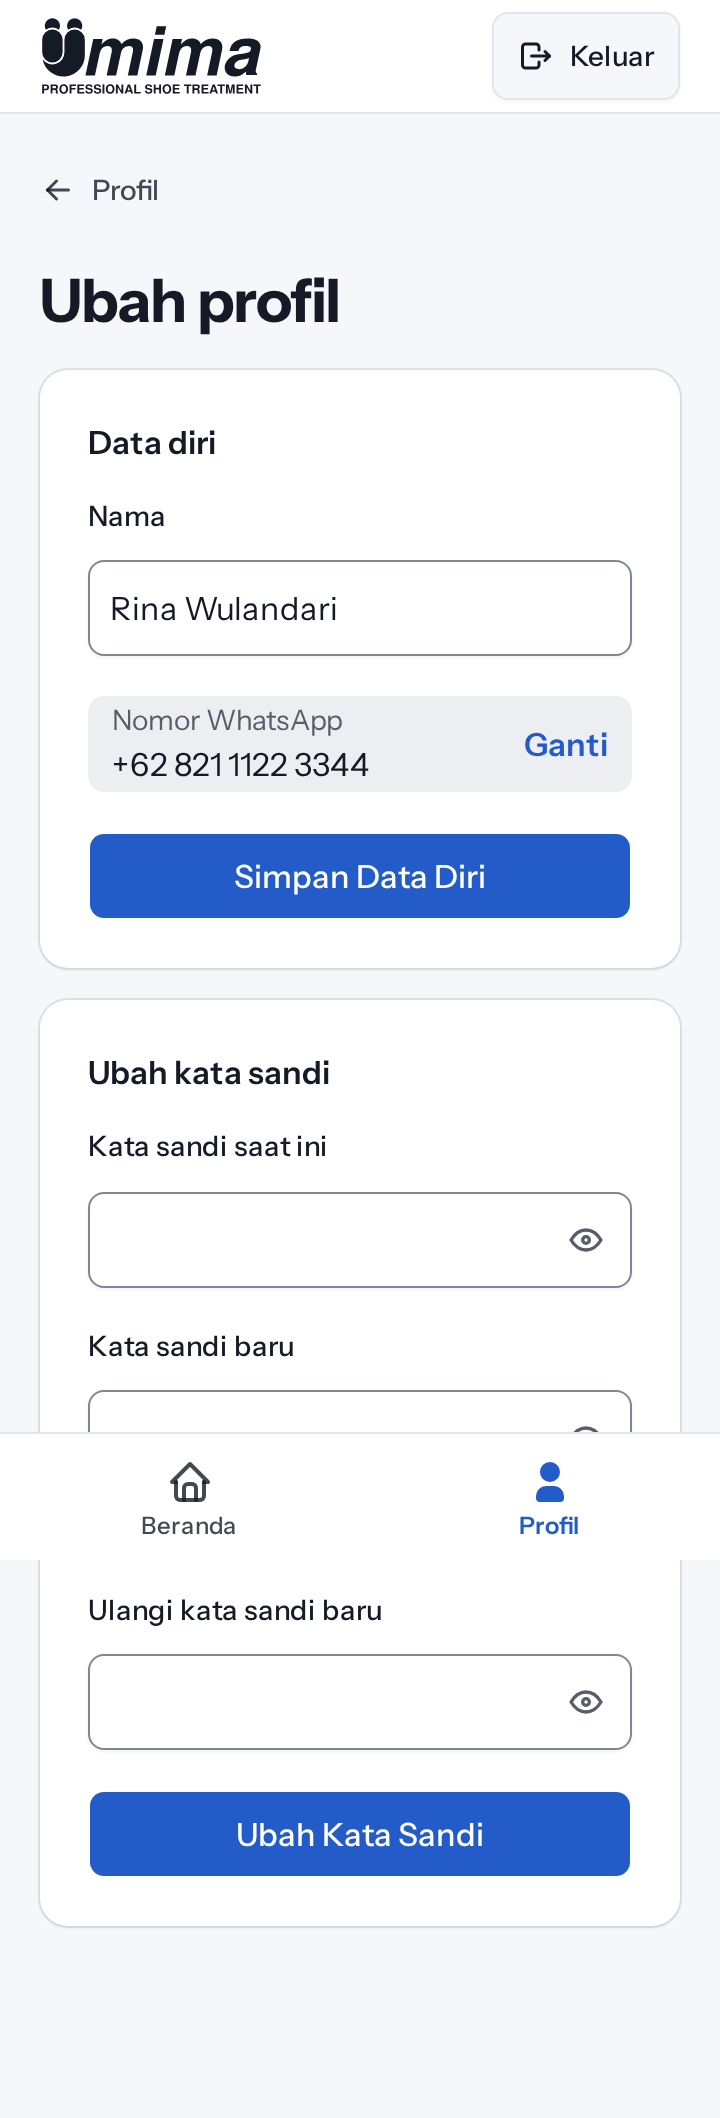 Ümima
PROFESSIONAL SHOE TREATMENT
Keluar
Profil
Ubah profil
Data diri
Nama
Rina Wulandari
Nomor WhatsApp
+62 821 1122 3344
Ganti
Simpan Data Diri
Ubah kata sandi
Kata sandi saat ini
Kata sandi baru
Beranda
Profil
Ulangi kata sandi baru
Ubah Kata Sandi